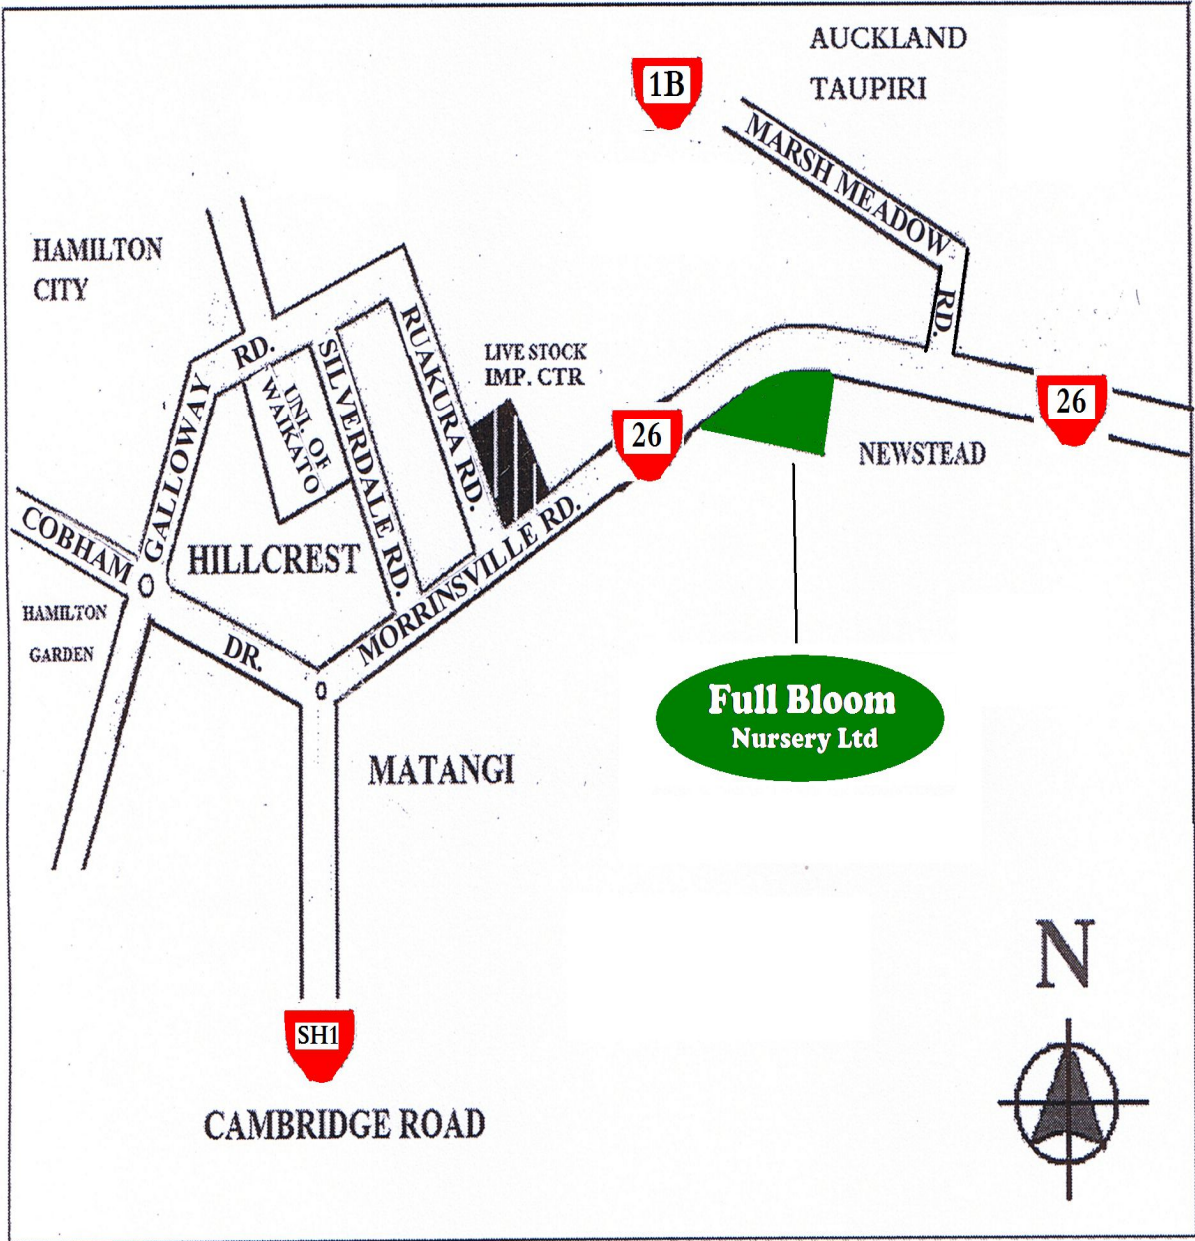 AUCKLAND
TAUPIRI
1B
MARSH MEADOW
RD.
HAMILTON
CITY
RD.
GALLOWAY
UNI. OF
WAIKATO
SILVERDALE RD.
RUAKURA RD.
LIVE STOCK
IMP. CTR
26
26
NEWSTEAD
COBHAM
DR.
HILLCREST
MORRINSVILLE RD.
HAMILTON
GARDEN
Full Bloom
Nursery Ltd
MATANGI
N
SH1
CAMBRIDGE ROAD